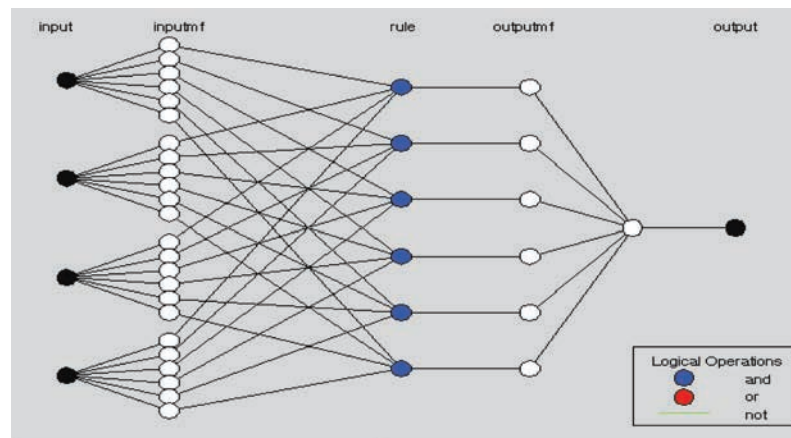 input inputmf rule outputmf output
Logical Operations
and
or
not